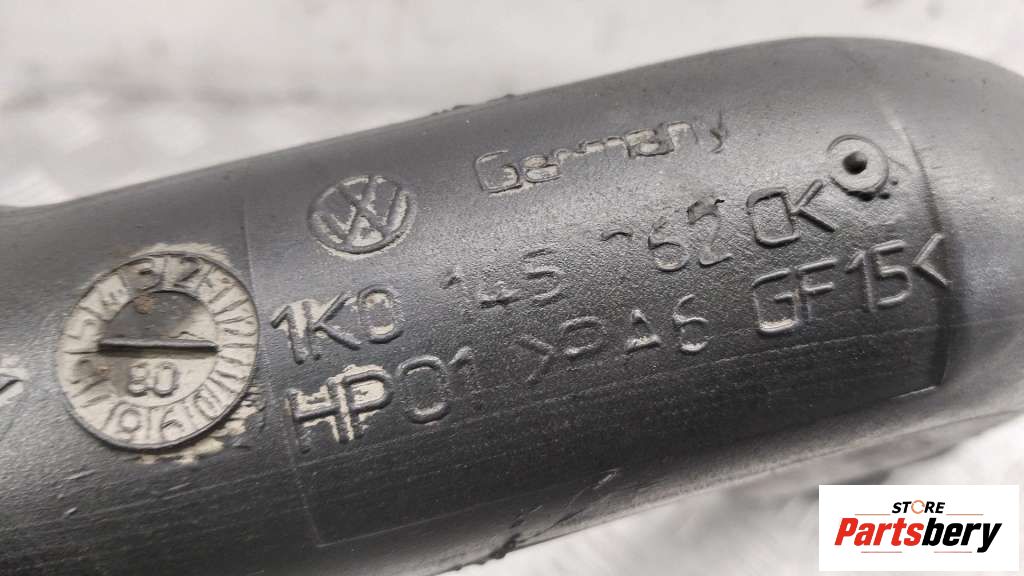 Germany
1K0 145 762 CK
HP01 >PA6 GF15<
STORE
Partsbery